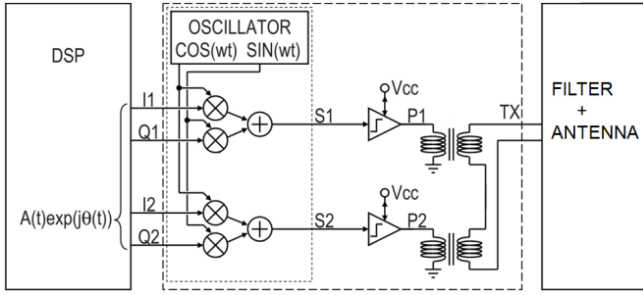 DSP
OSCILLATOR
COS(wt) SIN(wt)
I1
Q1
S1
Vcc
P1
TX
FILTER
+
ANTENNA
I2
Q2
A(t)exp(jθ(t))
S2
Vcc
P2